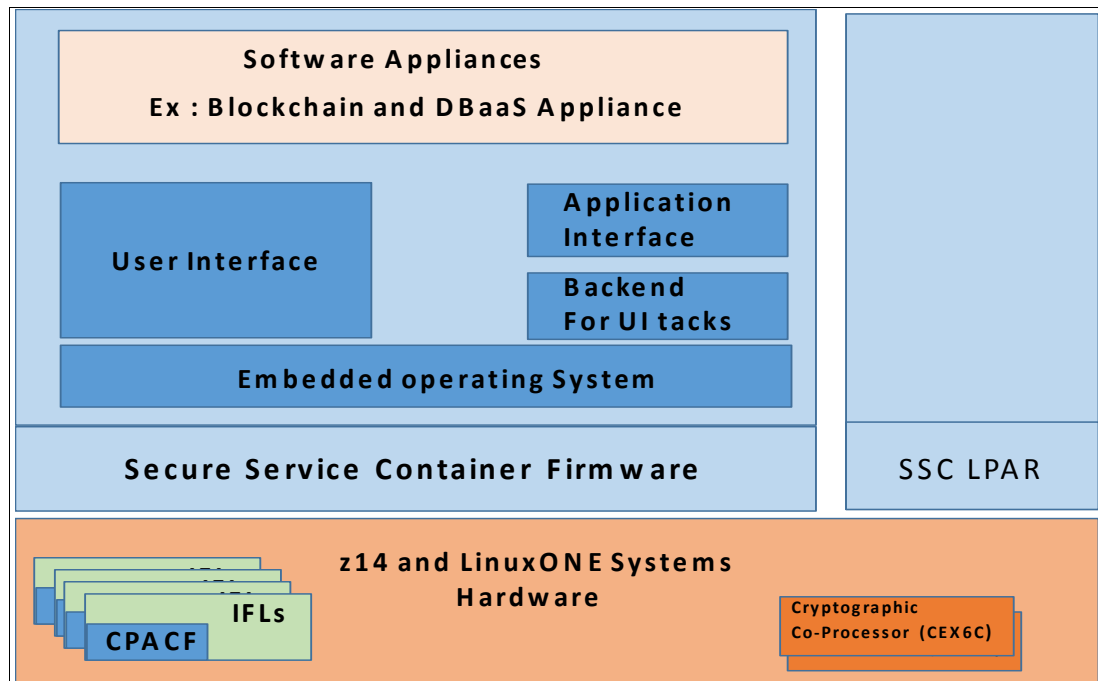 Software Appliances
Ex : Blockchain and DBaaS Appliance
User Interface
Application
Interface
Backend
For UI tacks
Embedded operating System
Secure Service Container Firmware
SSC LPAR
z14 and LinuxONE Systems
Hardware
IFLs
CPACF
Cryptographic
Co-Processor (CEX6C)